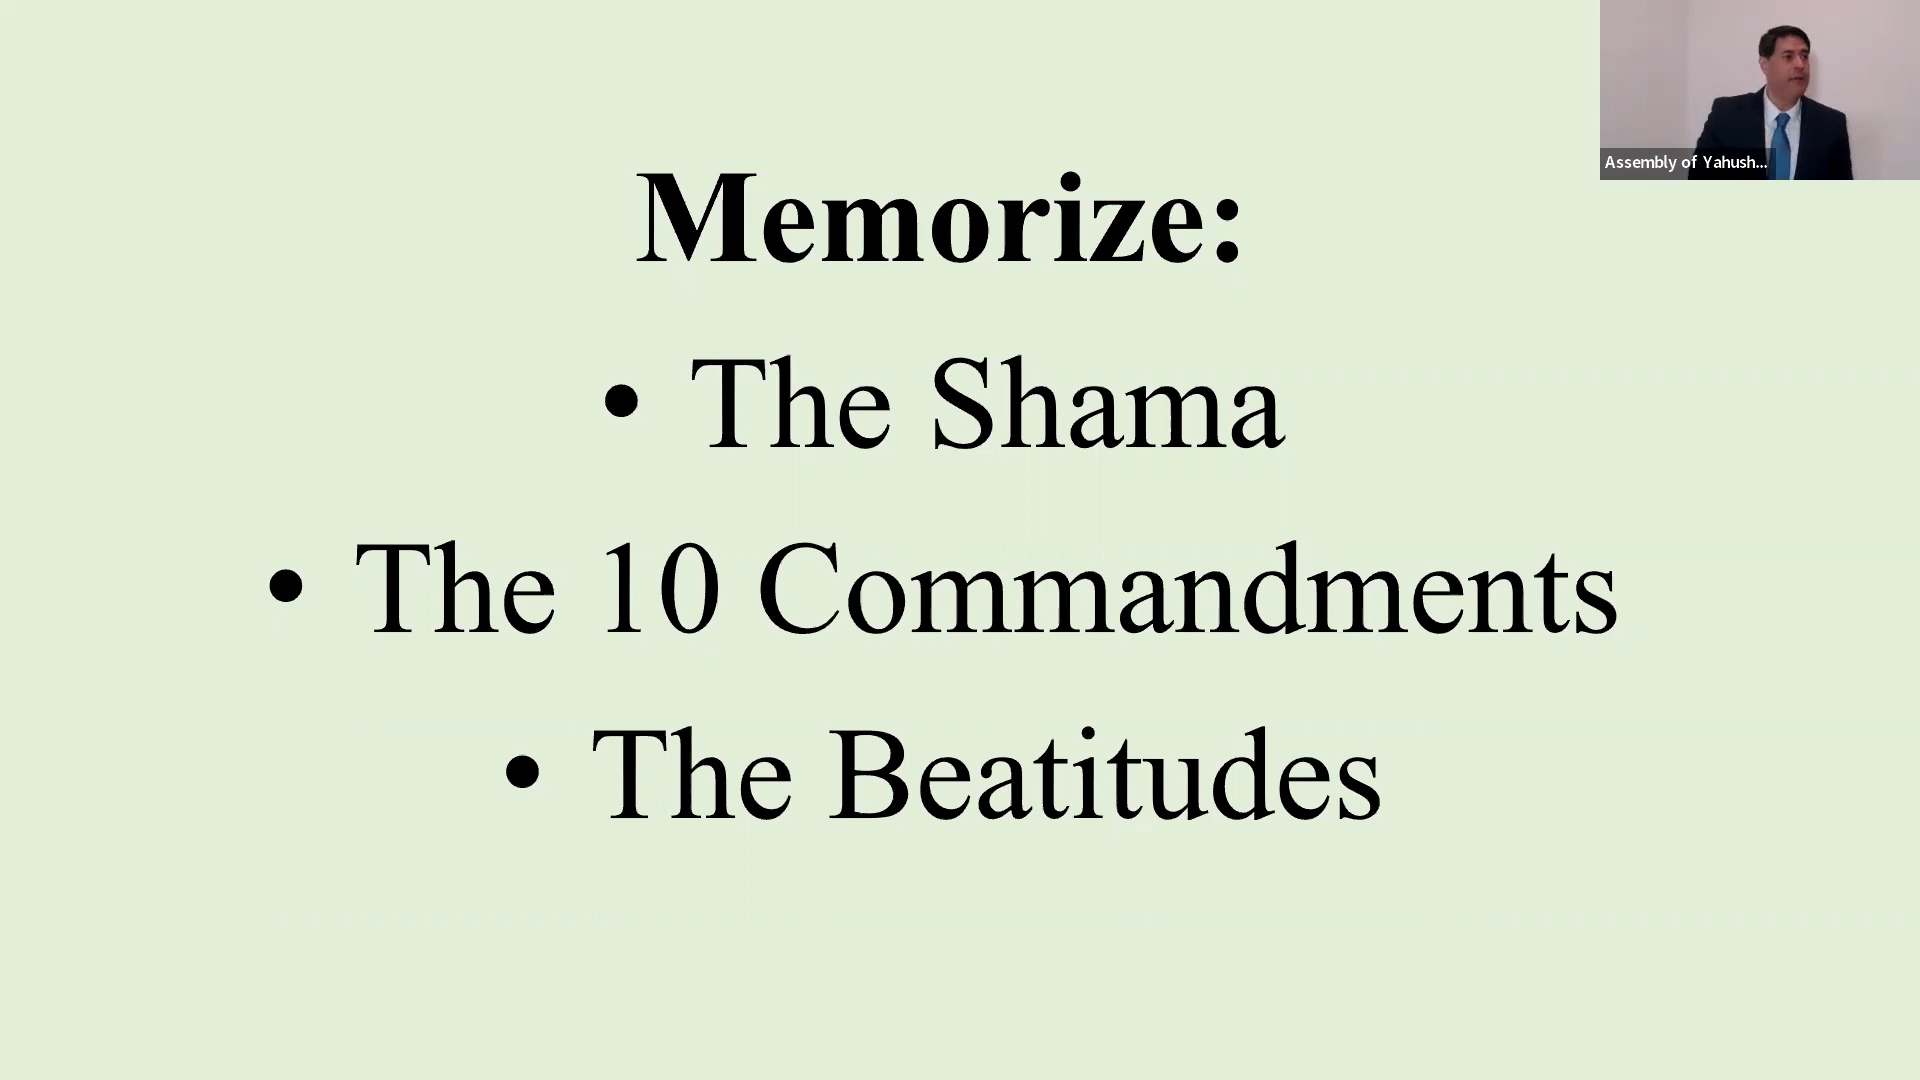 Assembly of Yahush...
Memorize:
• The Shama
• The 10 Commandments
• The Beatitudes